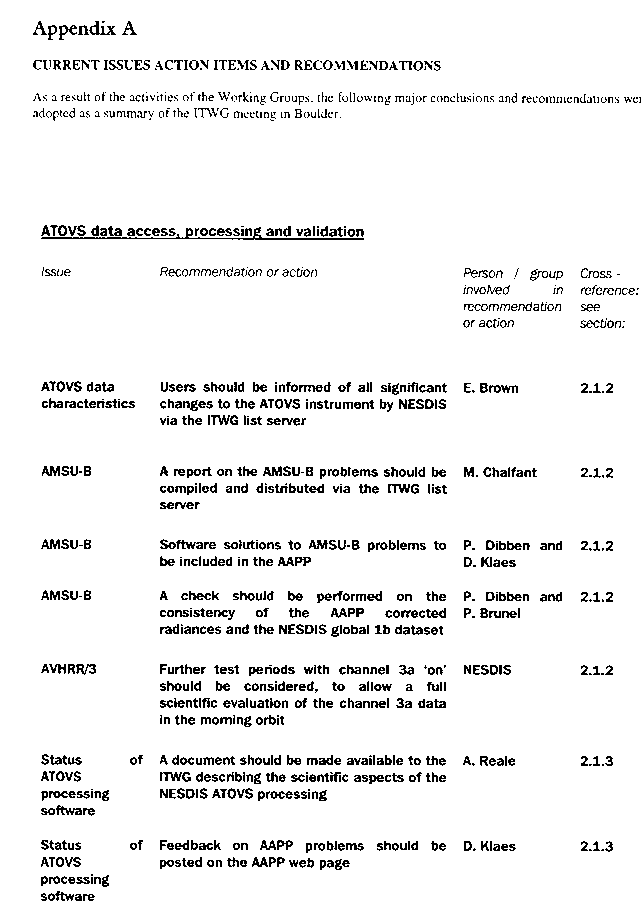 Appendix A
CURRENT ISSUES ACTION ITEMS AND RECOMMENDATIONS
As a result of the activities of the Working Groups, the following major conclusions and recommendations wer
adopted as a summary of the ITWG meeting in Boulder.
ATOVS data access, processing and validation
Issue Recommendation or action Person / group Cross -
involved in reference:
recommendation see
or action section:
ATOVS data Users should be informed of all significant E. Brown 2.1.2
characteristics changes to the ATOVS instrument by NESDIS
via the ITWG list server
AMSU-B A report on the AMSU-B problems should be M. Chalfant 2.1.2
compiled and distributed via the ITWG list
server
AMSU-B Software solutions to AMSU-B problems to P. Dibben and 2.1.2
be included in the AAPP D. Klaes
AMSU-B A check should be performed on the P. Dibben and 2.1.2
consistency of the AAPP corrected P. Brunel
radiances and the NESDIS global 1b dataset
AVHRR/3 Further test periods with channel 3a 'on' NESDIS 2.1.2
should be considered, to allow a full
scientific evaluation of the channel 3a data
in the morning orbit
Status of A document should be made available to the A. Reale 2.1.3
ATOVS ITWG describing the scientific aspects of the
processing NESDIS ATOVS processing
software
Status of Feedback on AAPP problems should be D. Klaes 2.1.3
ATOVS posted on the AAPP web page
processing
software